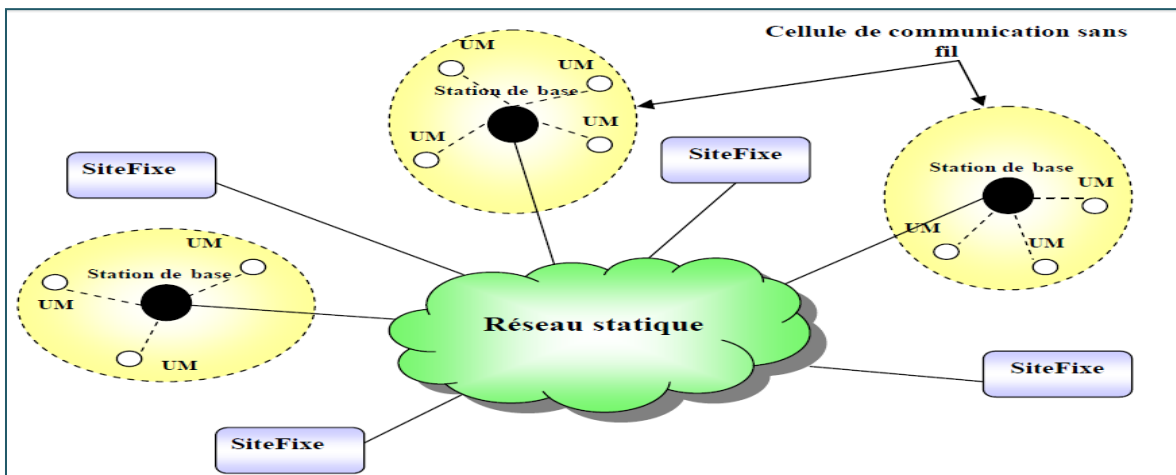 UM
UM
Cellule de communication sans
fil
Station de base
UM
UM
SiteFixe
SiteFixe
Station de base
UM
UM
UM
UM
Station de base
UM
UM
Réseau statique
SiteFixe
SiteFixe